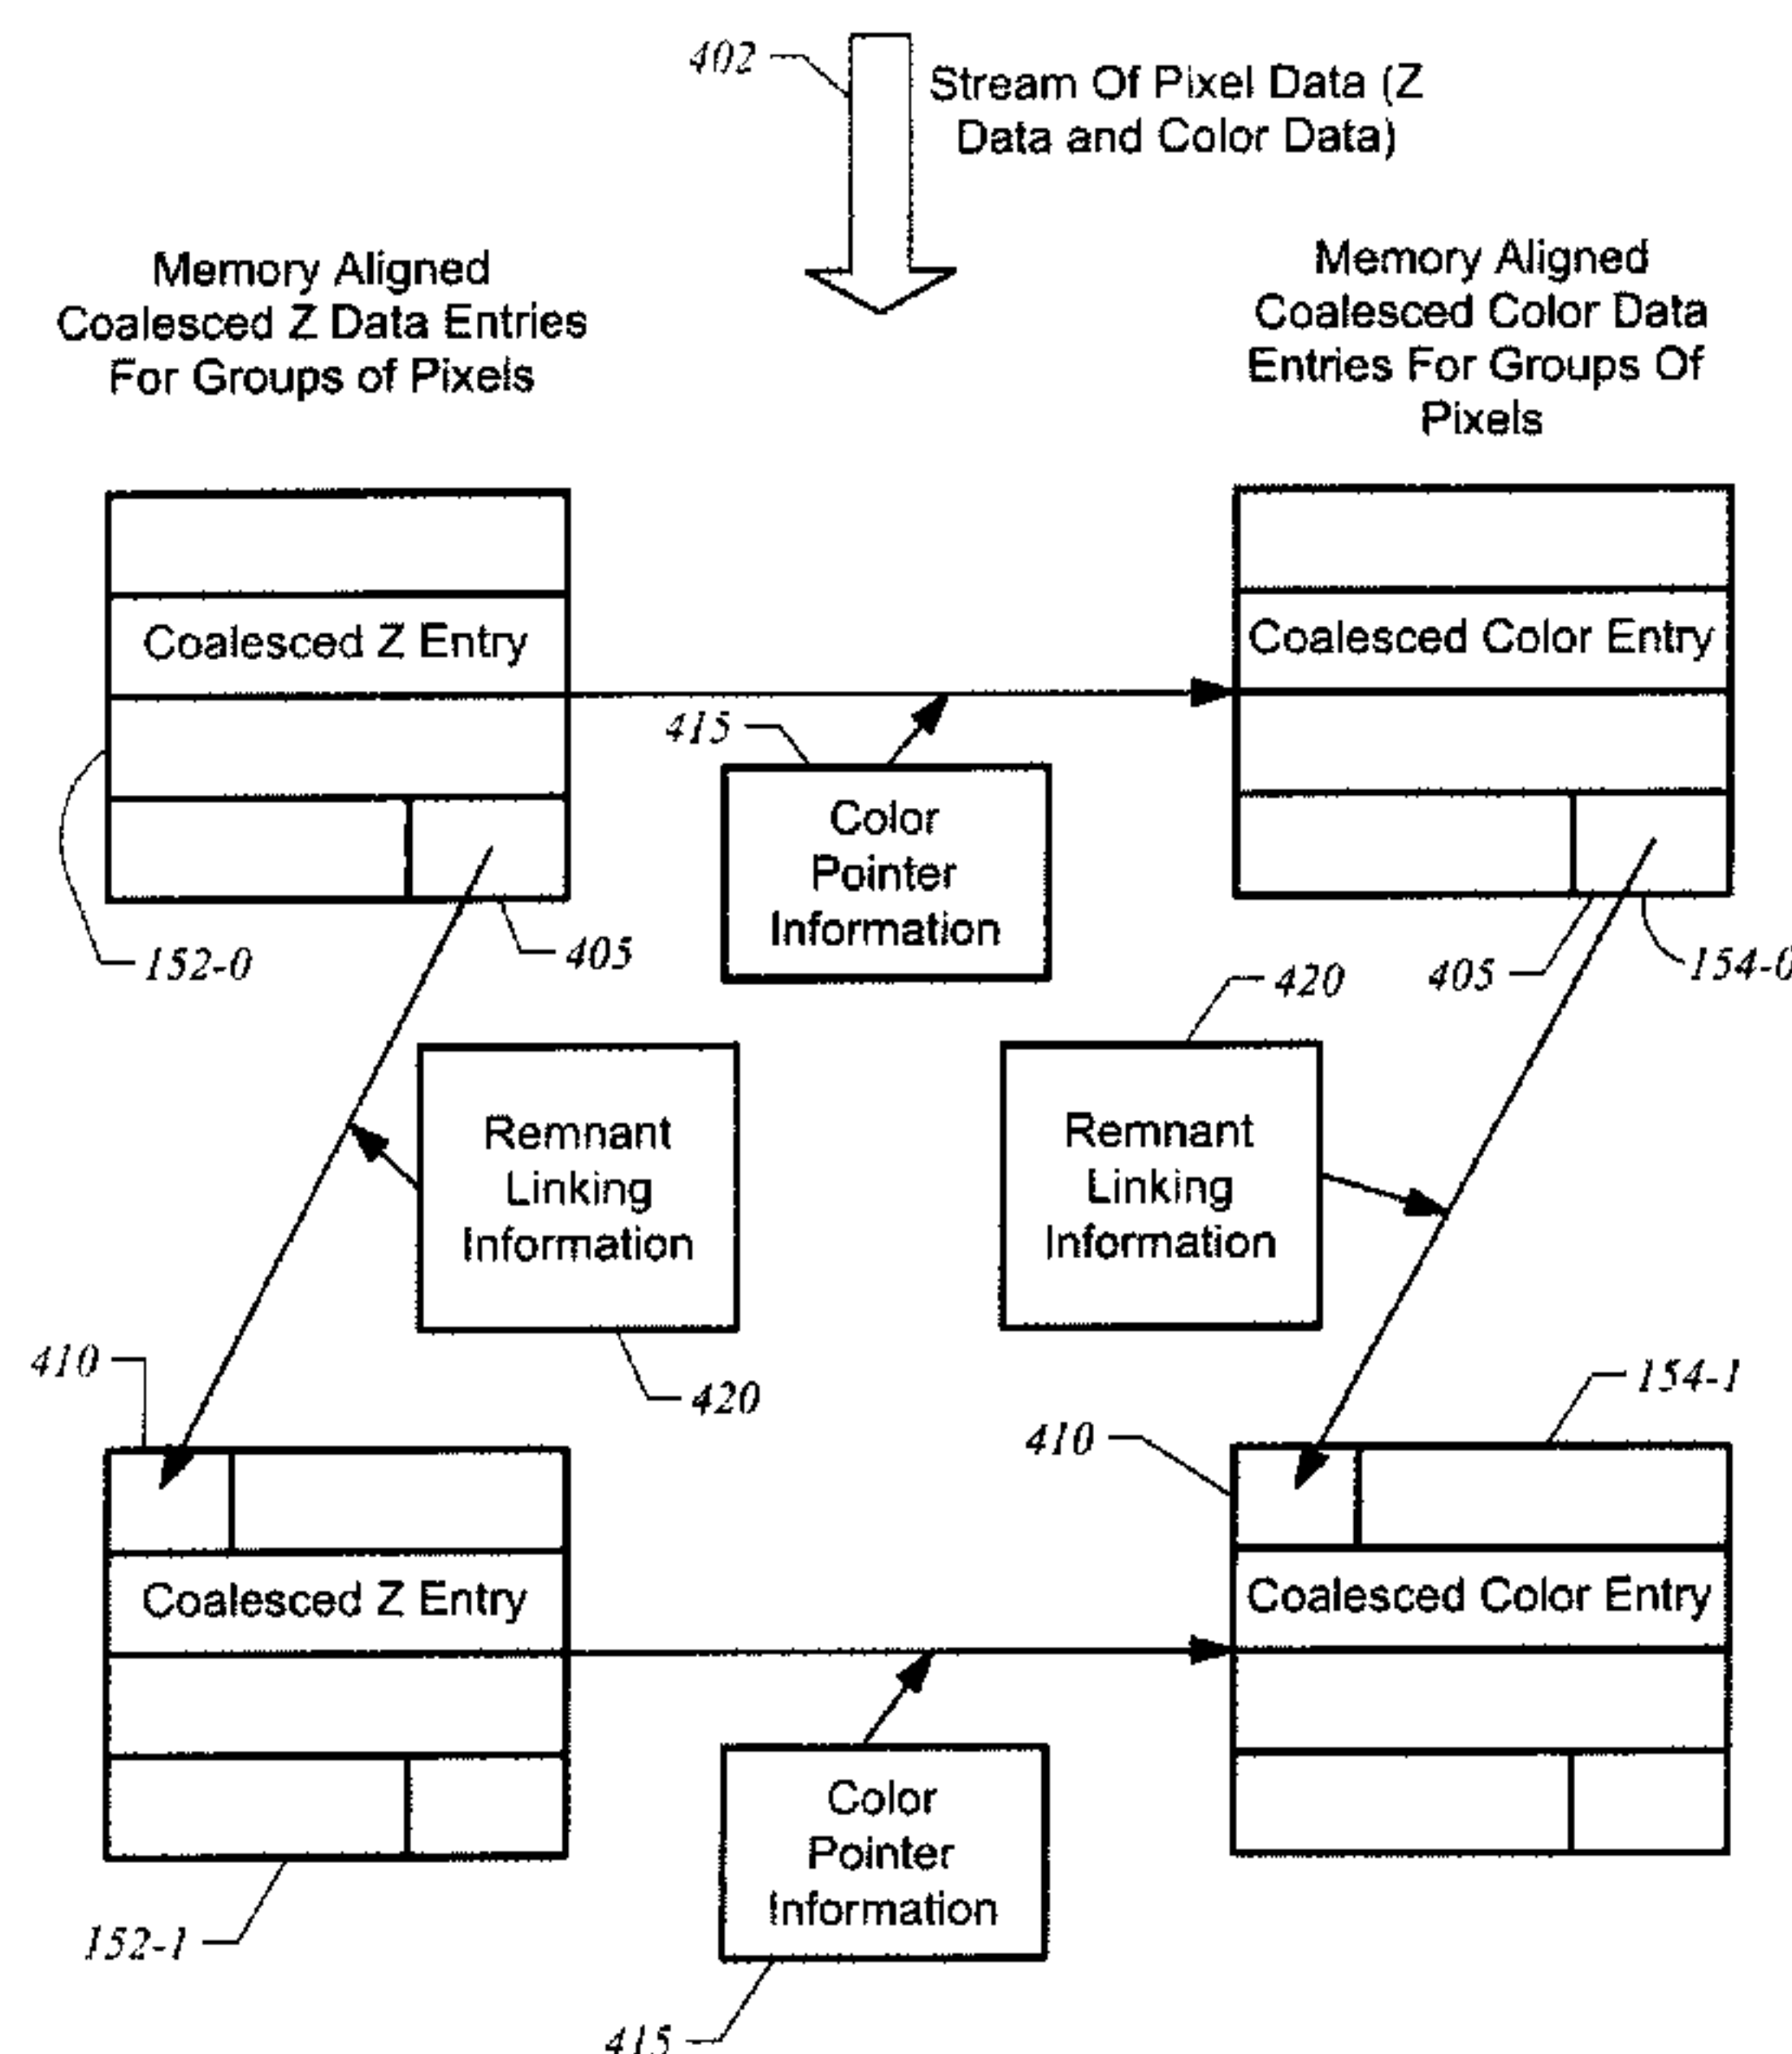 402
Stream Of Pixel Data (Z
Data and Color Data)
Memory Aligned
Coalesced Z Data Entries
For Groups of Pixels
Memory Aligned
Coalesced Color Data
Entries For Groups Of
Pixels
Coalesced Z Entry
Coalesced Color Entry
415
Color
Pointer
Information
152-0
405
405
154-0
420
Remnant
Linking
Information
Remnant
Linking
Information
410
420
154-1
410
Coalesced Z Entry
Coalesced Color Entry
Color
Pointer
Information
152-1
415